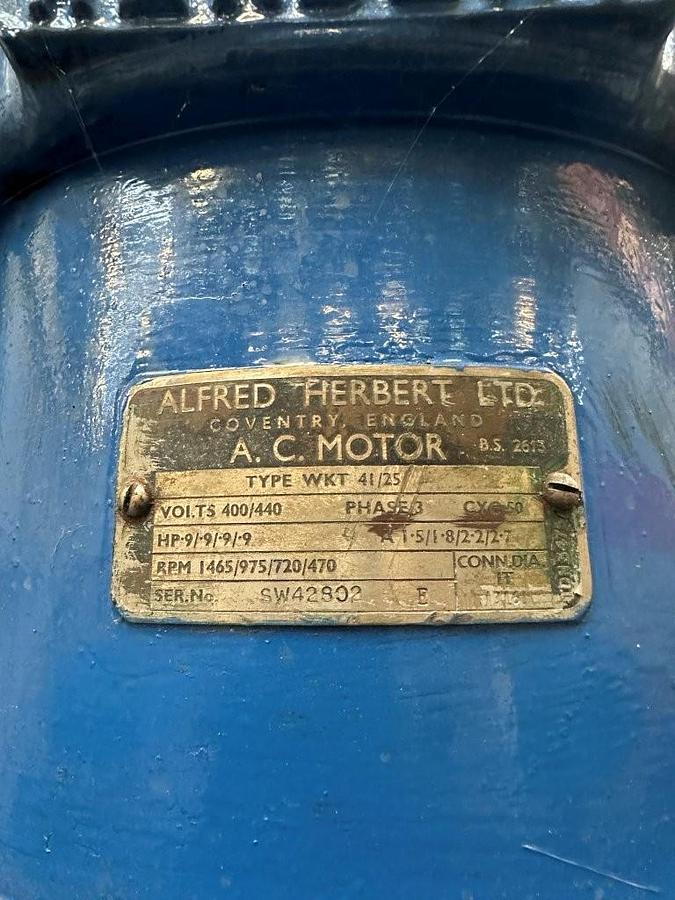 ALFRED HERBERT LTD.
COVENTRY, ENGLAND
A. C. MOTOR B.S. 2613
TYPE WKT 41/25
VOLTS 400/440 PHASE/3 CYC 50
HP·9/·9/·9/·9 A 1·5/1·8/2·2/2·7
RPM 1465/975/720/470 CONN.DIA.
SER.No. SW42802 E